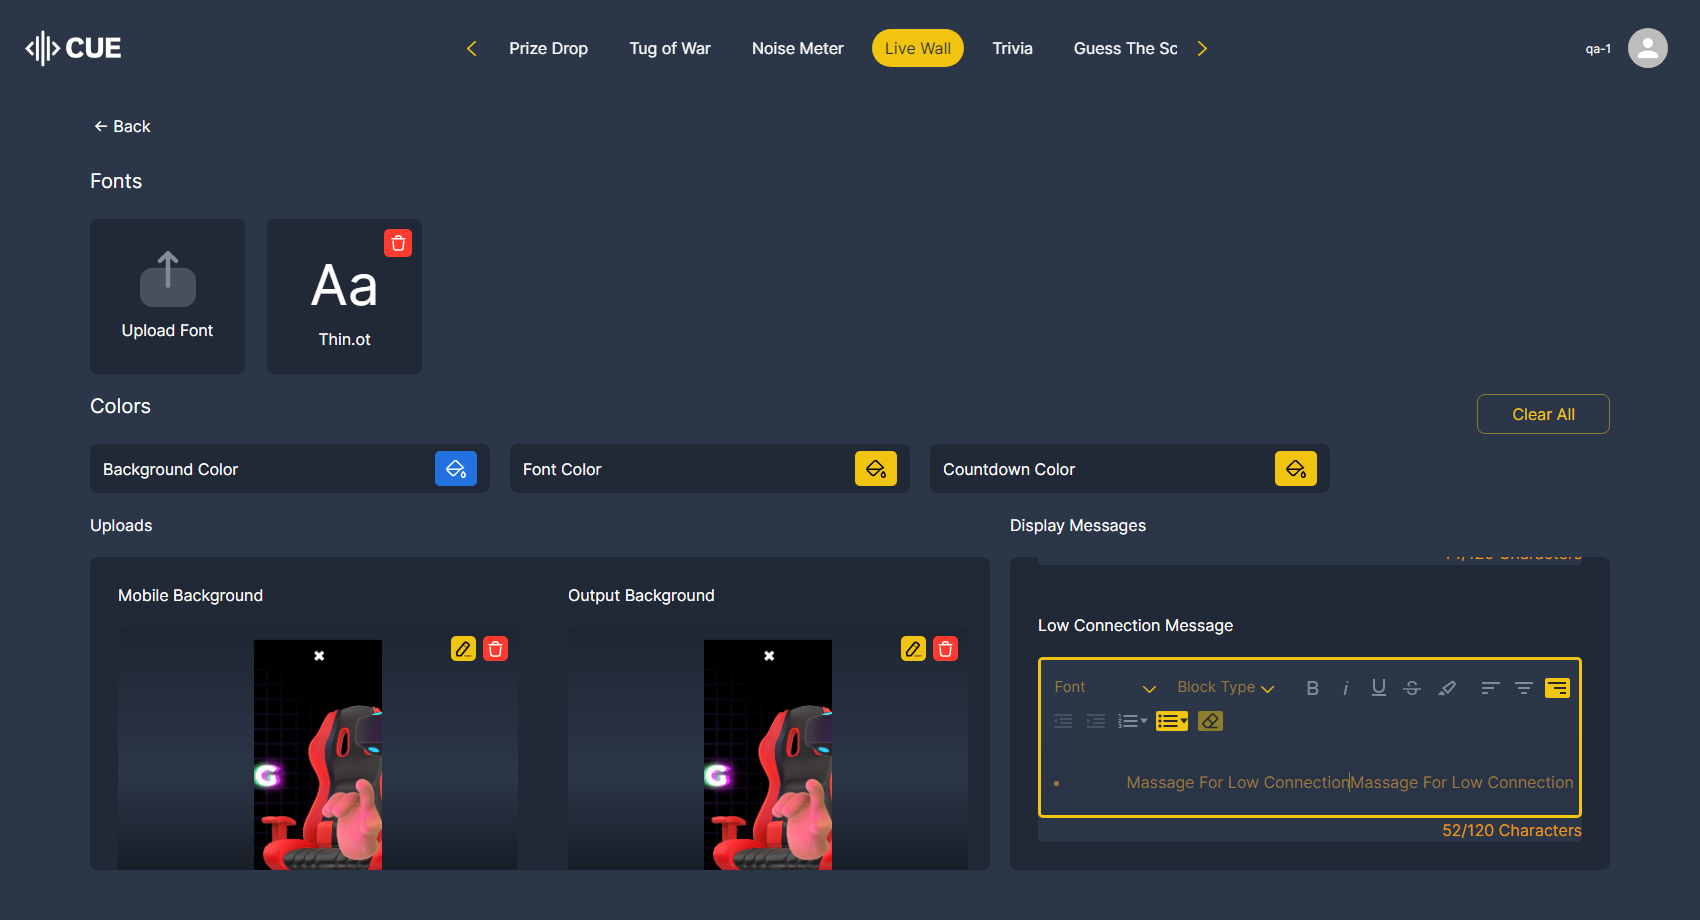 CUE
Prize Drop
Tug of War
Noise Meter
Live Wall
Trivia
Guess The Sc
qa-1
Back
Fonts
Upload Font
Aa
Thin.ot
Colors
Clear All
Background Color
Font Color
Countdown Color
Uploads
Display Messages
Mobile Background
Output Background
Characters
Low Connection Message
Font
Block Type
B
i
U
S
G
G
Massage For Low ConnectionMassage For Low Connection
52/120 Characters